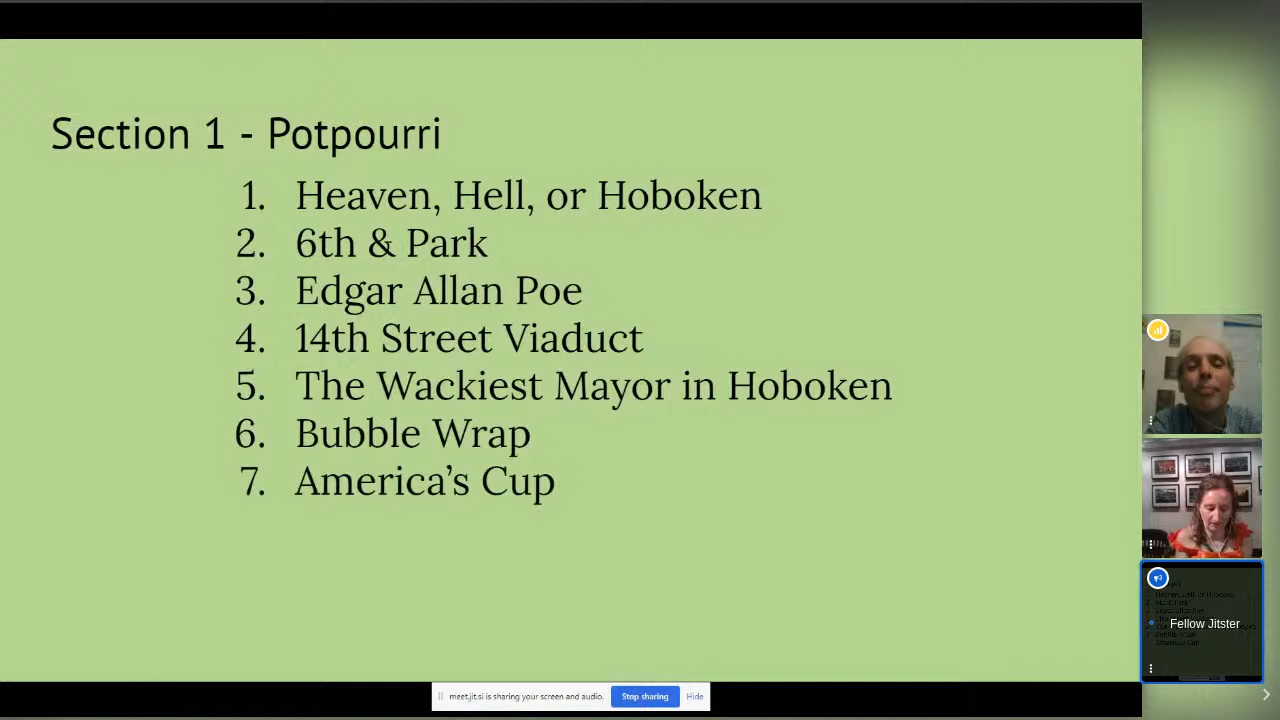 Section 1 - Potpourri
1. Heaven, Hell, or Hoboken
2. 6th & Park
3. Edgar Allan Poe
4. 14th Street Viaduct
5. The Wackiest Mayor in Hoboken
6. Bubble Wrap
7. America's Cup
Fellow Jitster
meet.jit.si is sharing your screen and audio. Stop sharing Hide